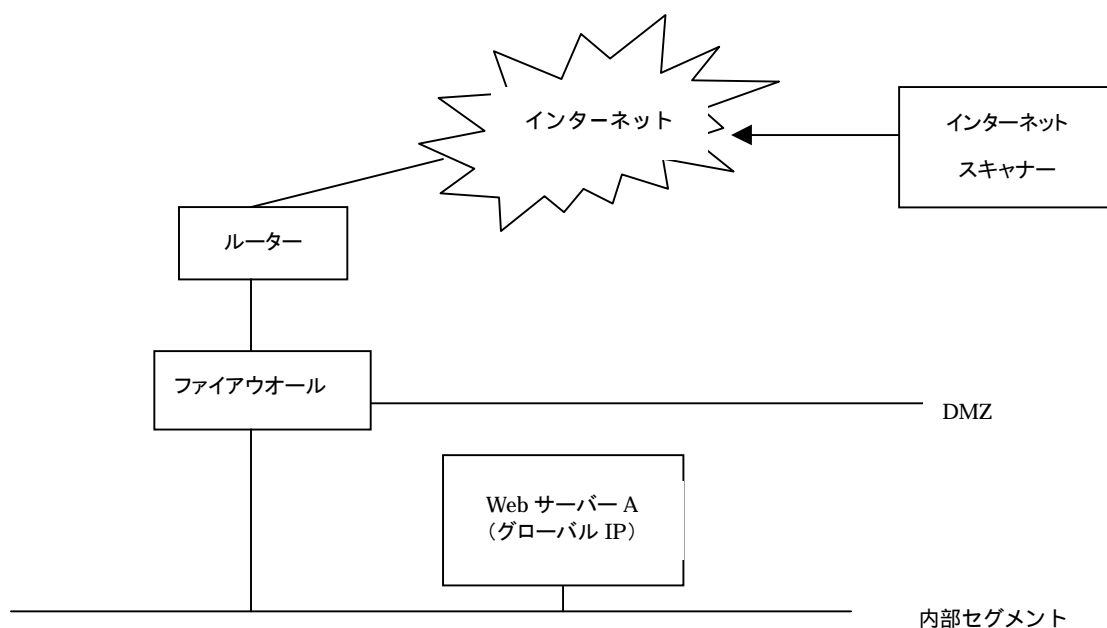 インターネット
インターネット
スキャナー
ルーター
ファイアウオール
DMZ
Web サーバー A
（グローバル IP）
内部セグメント